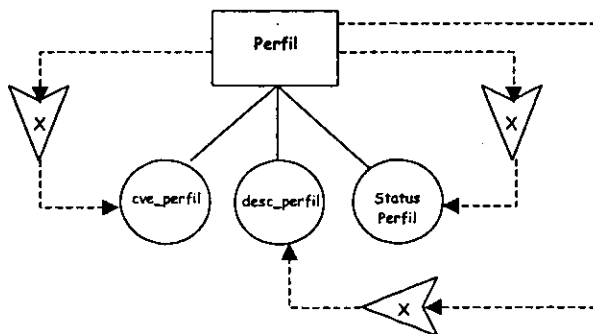 Perfil
X
X
cve_perfil
desc_perfil
Status
Perfil
X